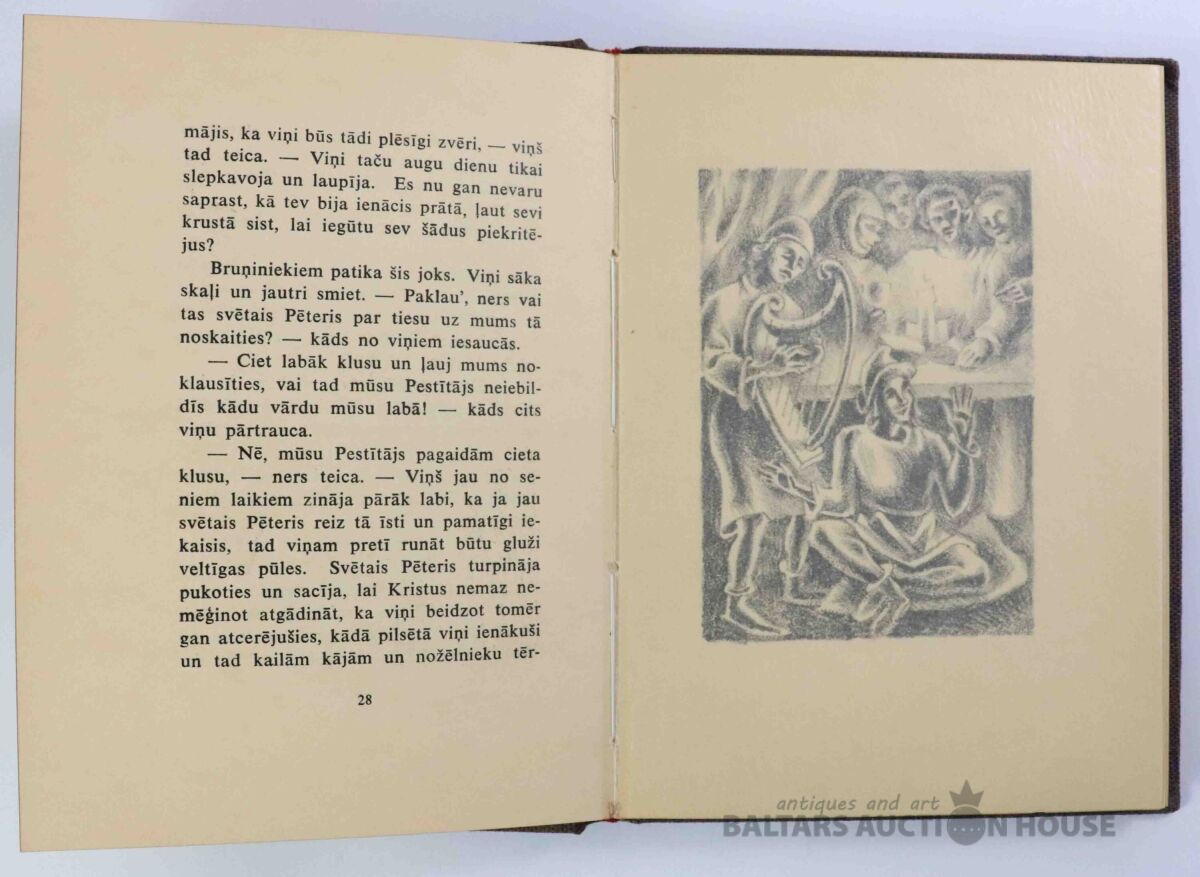 mājis, ka viņi būs tādi plēsīgi zvēri, — viņš
tad teica. — Viņi taču augu dienu tikai
slepkavoja un laupīja. Es nu gan nevaru
saprast, kā tev bija ienācis prātā, ļaut sevi
krustā sist, lai iegūtu sev šādus piekritē-
jus?
Bruņiniekiem patika šis joks. Viņi sāka
skaļi un jautri smiet. — Paklau', ners vai
tas svētais Pēteris par tiesu uz mums tā
noskaities? — kāds no viņiem iesaucās.
— Ciet labāk klusu un ļauj mums no-
klausīties, vai tad mūsu Pestītājs neiebil-
dīs kādu vārdu mūsu labā! — kāds cits
viņu pārtrauca.
— Nē, mūsu Pestītājs pagaidām cieta
klusu, — ners teica. — Viņš jau no se-
niem laikiem zināja pārāk labi, ka ja jau
svētais Pēteris reiz tā īsti un pamatīgi ie-
kaisis, tad viņam pretī runāt būtu gluži
veltīgas pūles. Svētais Pēteris turpināja
pukoties un sacīja, lai Kristus nemaz ne-
mēģinot atgādināt, ka viņi beidzot tomēr
gan atcerējušies, kādā pilsētā viņi ienākuši
un tad kailām kājām un nožēlnieku tēr-
28
antiques and art
BALTARS AUCTION HOUSE